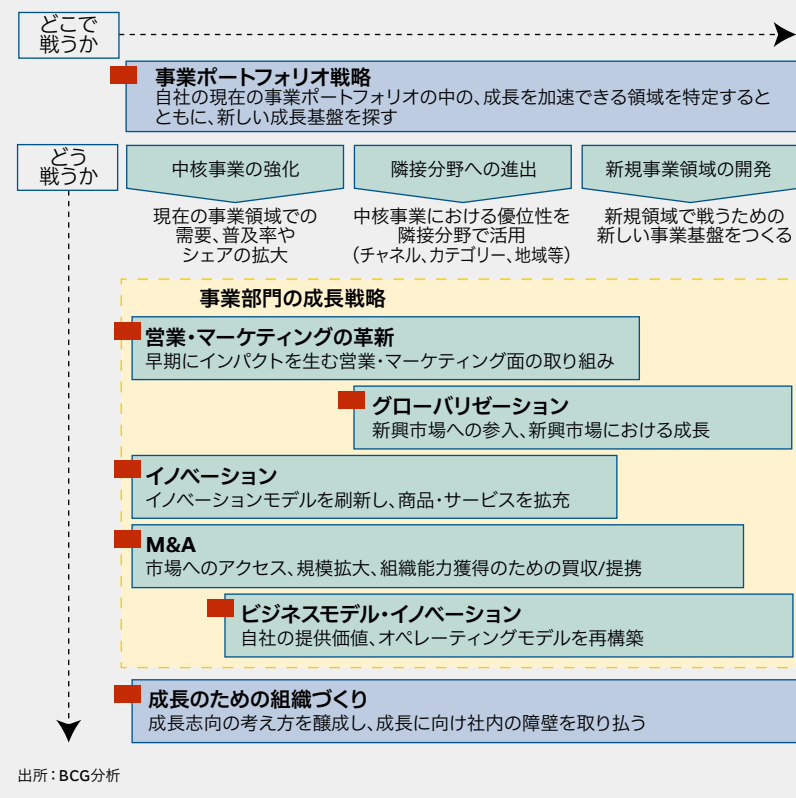 どこで
戦うか
事業ポートフォリオ戦略
自社の現在の事業ポートフォリオの中の、成長を加速できる領域を特定すると
ともに、新しい成長基盤を探す
どう
戦うか
中核事業の強化
隣接分野への進出
新規事業領域の開発
現在の事業領域での
需要、普及率や
シェアの拡大
中核事業における優位性を
隣接分野で活用
(チャネル、カテゴリー、地域等)
新規領域で戦うための
新しい事業基盤をつくる
事業部門の成長戦略
営業・マーケティングの革新
早期にインパクトを生む営業・マーケティング面の取り組み
グローバリゼーション
新興市場への参入、新興市場における成長
イノベーション
イノベーションモデルを刷新し、商品・サービスを拡充
M&A
市場へのアクセス、規模拡大、組織能力獲得のための買収/提携
ビジネスモデル・イノベーション
自社の提供価値、オペレーティングモデルを再構築
成長のための組織づくり
成長志向の考え方を醸成し、成長に向け社内の障壁を取り払う
出所：BCG分析